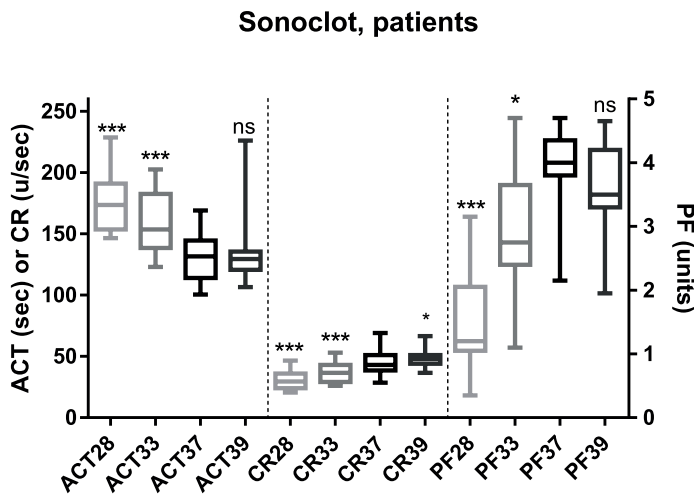 Sonoclot, patients
ACT (sec) or CR (u/sec)
250
200
150
100
50
0
***
***
ns
***
***
*
***
*
ns
5
4
3
2
1
0
PF (units)
ACT28
ACT33
ACT37
ACT39
CR28
CR33
CR37
CR39
PF28
PF33
PF37
PF39